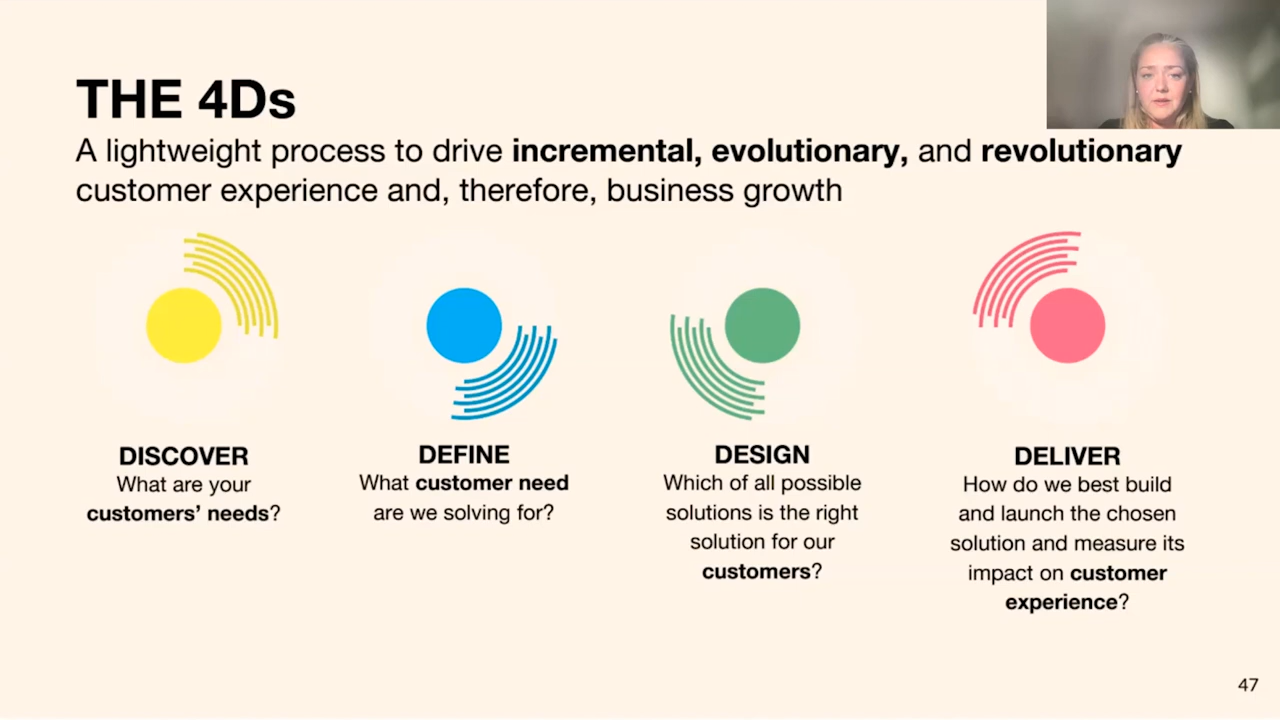 THE 4Ds
A lightweight process to drive incremental, evolutionary, and revolutionary
customer experience and, therefore, business growth
DISCOVER
What are your
customers’ needs?
DEFINE
What customer need
are we solving for?
DESIGN
Which of all possible
solutions is the right
solution for our
customers?
DELIVER
How do we best build
and launch the chosen
solution and measure its
impact on customer
experience?
47